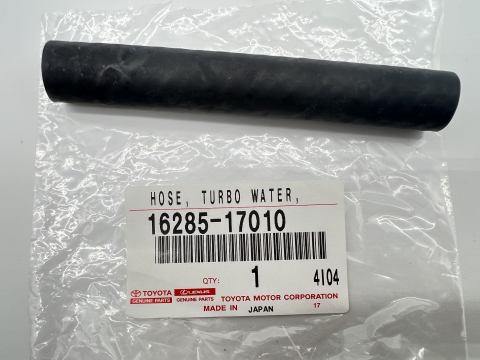 HOSE, TURBO WATER,
16285-17010
QTY: 1 4104
TOYOTA LEXUS
GENUINE PARTS GENUINE PARTS TOYOTA MOTOR CORPORATION
MADE IN JAPAN 17